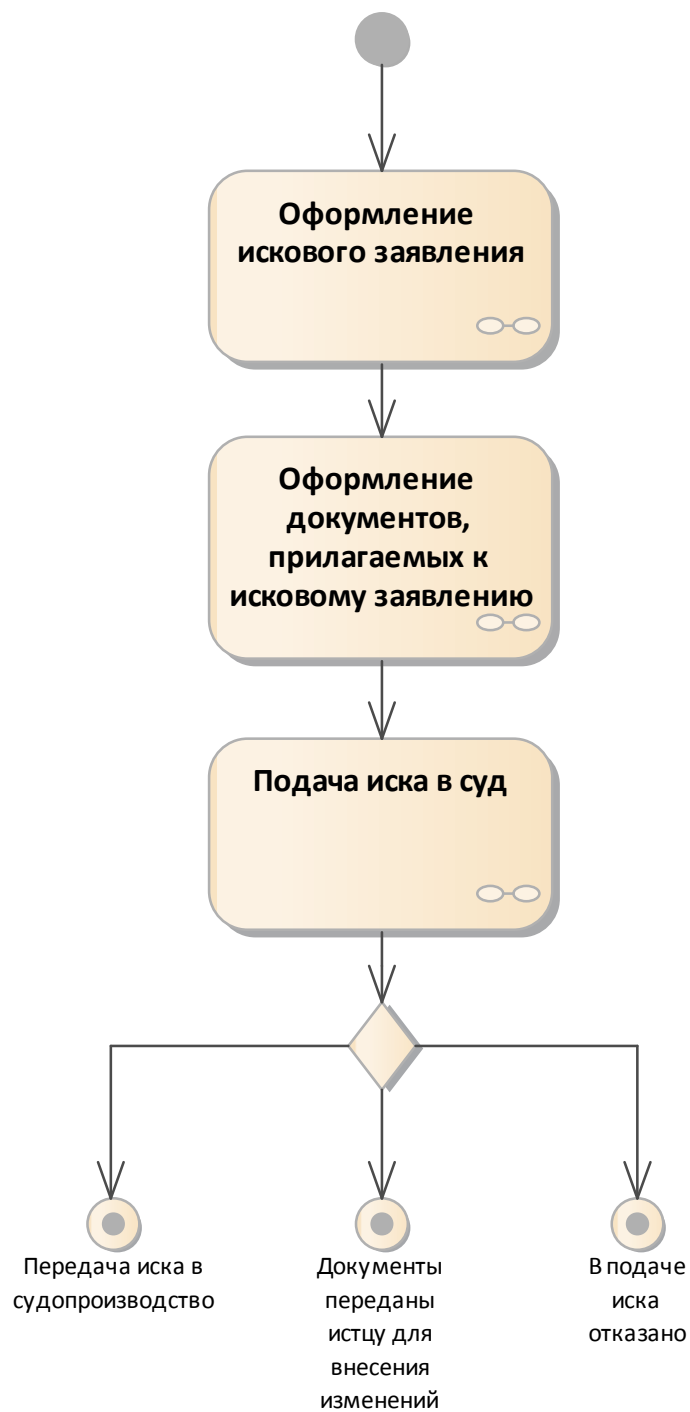 Оформление
искового заявления
Оформление
документов,
прилагаемых к
исковому заявлению
Подача иска в суд
Передача иска в
судопроизводство
Документы
переданы
истцу для
внесения
изменений
В подаче
иска
отказано